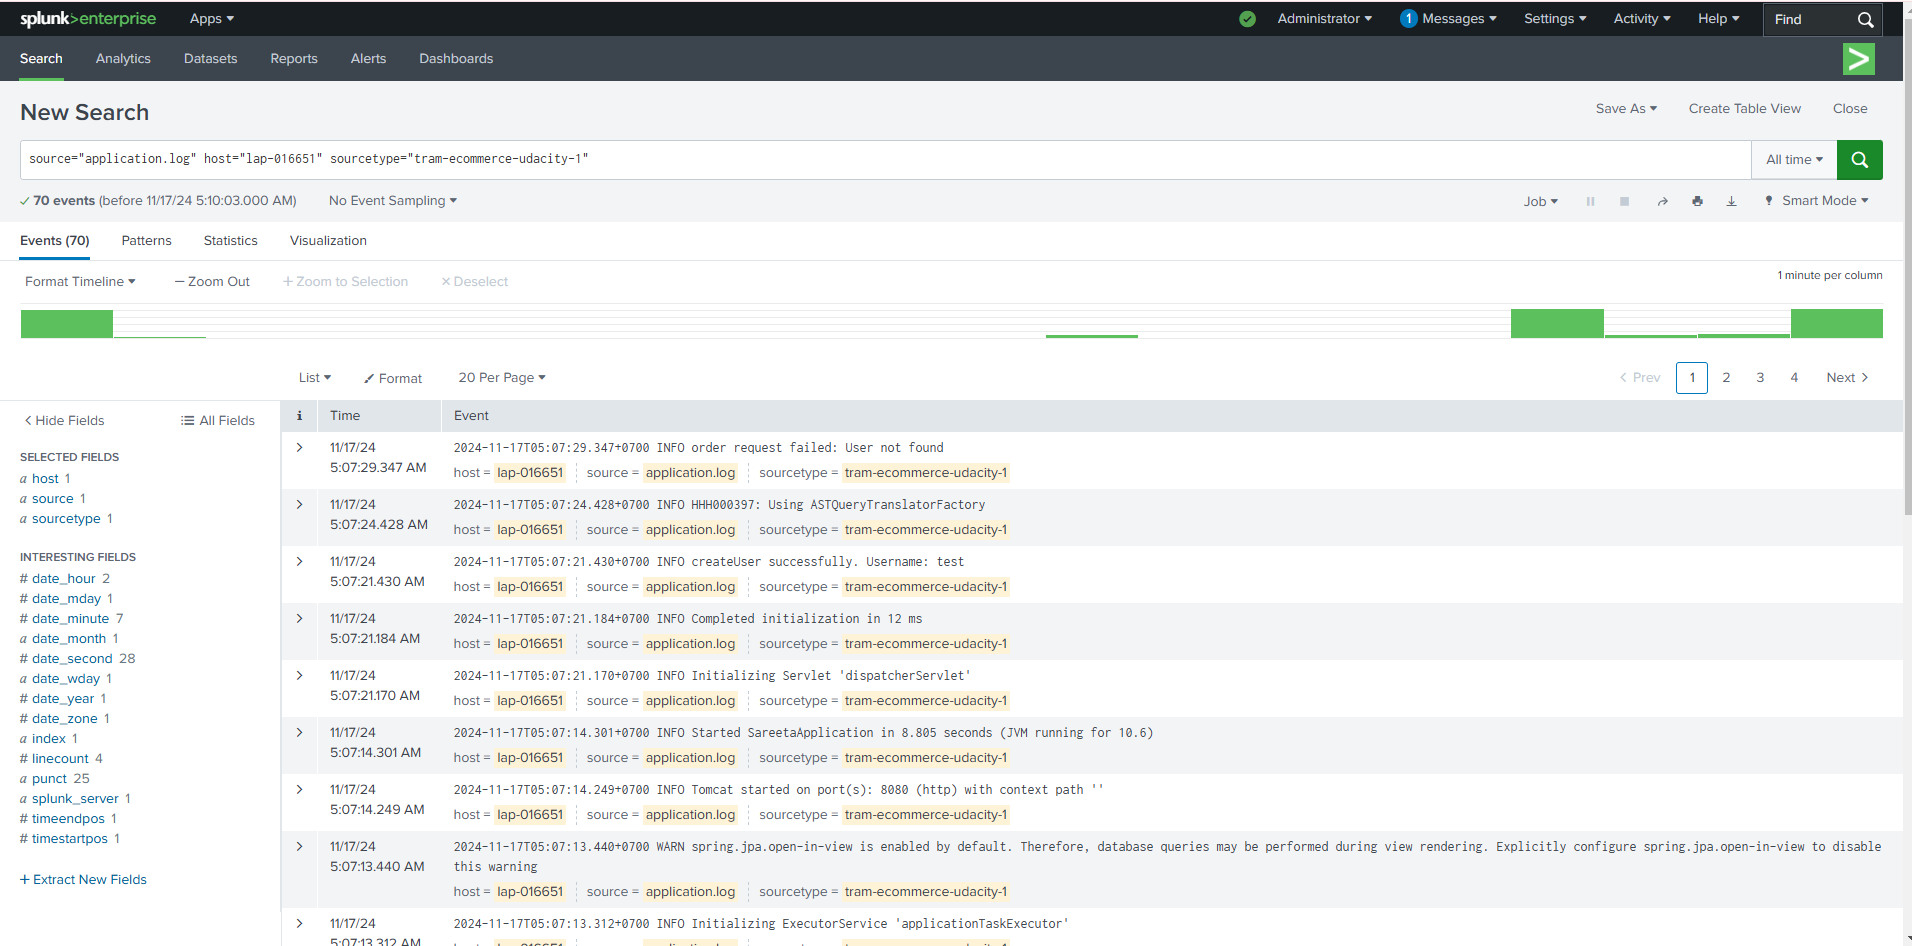 splunk>enterprise Apps Administrator 1 Messages Settings Activity Help Find
Search Analytics Datasets Reports Alerts Dashboards
New Search Save As Create Table View Close
source="application.log" host="lap-016651" sourcetype="tram-ecommerce-udacity-1" All time
70 events (before 11/17/24 5:10:03.000 AM) No Event Sampling Job Smart Mode
Events (70) Patterns Statistics Visualization
Format Timeline Zoom Out Zoom to Selection Deselect 1 minute per column
List Format 20 Per Page Prev 1 2 3 4 Next
Hide Fields All Fields
SELECTED FIELDS
a host 1
a source 1
a sourcetype 1
INTERESTING FIELDS
# date_hour 2
# date_mday 1
# date_minute 7
a date_month 1
# date_second 28
a date_wday 1
# date_year 1
# date_zone 1
a index 1
# linecount 4
a punct 25
a splunk_server 1
# timeendpos 1
# timestartpos 1
+ Extract New Fields
i Time Event
11/17/24 2024-11-17T05:07:29.347+0700 INFO order request failed: User not found
5:07:29.347 AM host = lap-016651 source = application.log sourcetype = tram-ecommerce-udacity-1
11/17/24 2024-11-17T05:07:24.428+0700 INFO HHH000397: Using ASTQueryTranslatorFactory
5:07:24.428 AM host = lap-016651 source = application.log sourcetype = tram-ecommerce-udacity-1
11/17/24 2024-11-17T05:07:21.430+0700 INFO createUser successfully. Username: test
5:07:21.430 AM host = lap-016651 source = application.log sourcetype = tram-ecommerce-udacity-1
11/17/24 2024-11-17T05:07:21.184+0700 INFO Completed initialization in 12 ms
5:07:21.184 AM host = lap-016651 source = application.log sourcetype = tram-ecommerce-udacity-1
11/17/24 2024-11-17T05:07:21.170+0700 INFO Initializing Servlet 'dispatcherServlet'
5:07:21.170 AM host = lap-016651 source = application.log sourcetype = tram-ecommerce-udacity-1
11/17/24 2024-11-17T05:07:14.301+0700 INFO Started SareetaApplication in 8.805 seconds (JVM running for 10.6)
5:07:14.301 AM host = lap-016651 source = application.log sourcetype = tram-ecommerce-udacity-1
11/17/24 2024-11-17T05:07:14.249+0700 INFO Tomcat started on port(s): 8080 (http) with context path ''
5:07:14.249 AM host = lap-016651 source = application.log sourcetype = tram-ecommerce-udacity-1
11/17/24 2024-11-17T05:07:13.440+0700 WARN spring.jpa.open-in-view is enabled by default. Therefore, database queries may be performed during view rendering. Explicitly configure spring.jpa.open-in-view to disable
5:07:13.440 AM this warning
host = lap-016651 source = application.log sourcetype = tram-ecommerce-udacity-1
11/17/24 2024-11-17T05:07:13.312+0700 INFO Initializing ExecutorService 'applicationTaskExecutor'
5:07:13.312 AM